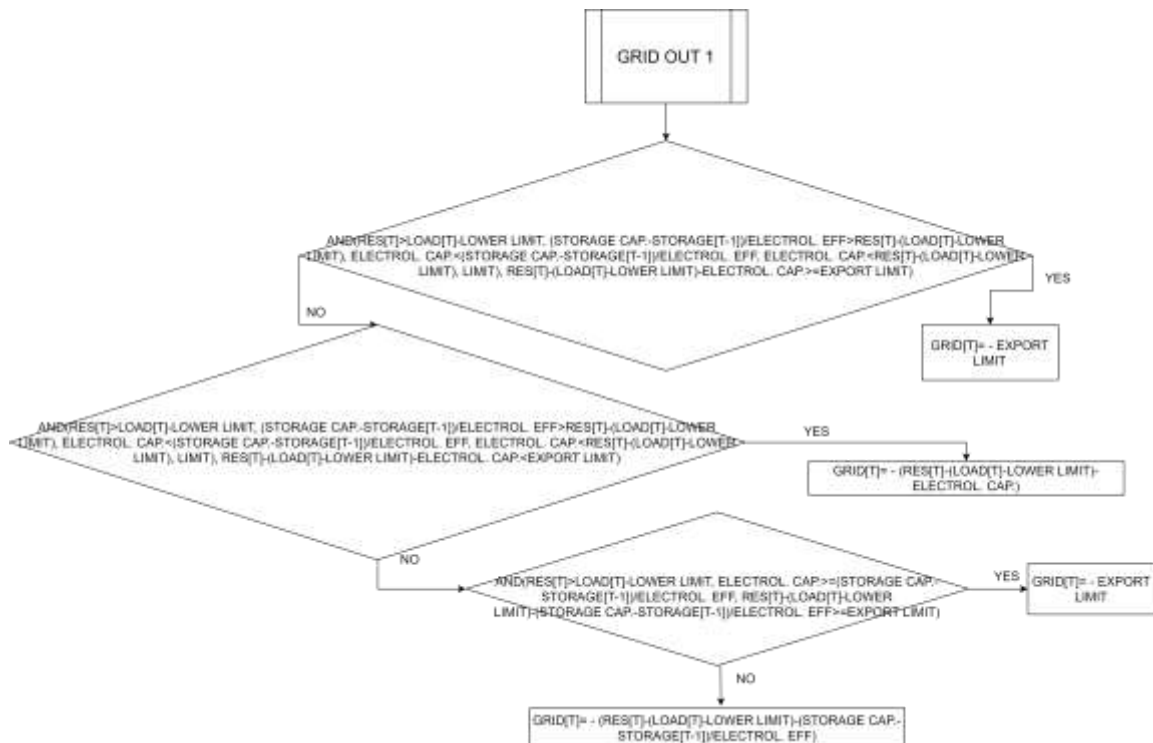 GRID OUT 1
AND(RES[T]>LOAD[T]-LOWER LIMIT, (STORAGE CAP.-STORAGE[T-1])/ELECTROL. EFF>RES[T]-(LOAD[T]-LOWER
LIMIT), ELECTROL. CAP.<(STORAGE CAP.-STORAGE[T-1])/ELECTROL. EFF, ELECTROL. CAP.<RES[T]-(LOAD[T]-LOWER
LIMIT), LIMIT), RES[T]-(LOAD[T]-LOWER LIMIT)-ELECTROL. CAP.>=EXPORT LIMIT)
YES
NO
GRID[T]= - EXPORT
LIMIT
AND(RES[T]>LOAD[T]-LOWER LIMIT, (STORAGE CAP.-STORAGE[T-1])/ELECTROL. EFF>RES[T]-(LOAD[T]-LOWER
LIMIT), ELECTROL. CAP.<(STORAGE CAP.-STORAGE[T-1])/ELECTROL. EFF, ELECTROL. CAP.<RES[T]-(LOAD[T]-LOWER
LIMIT), LIMIT), RES[T]-(LOAD[T]-LOWER LIMIT)-ELECTROL. CAP.<EXPORT LIMIT)
YES
GRID[T]= - (RES[T]-(LOAD[T]-LOWER LIMIT)-
ELECTROL. CAP.)
NO
AND(RES[T]>LOAD[T]-LOWER LIMIT, ELECTROL. CAP.>=(STORAGE CAP.-
STORAGE[T-1])/ELECTROL. EFF, RES[T]-(LOAD[T]-LOWER
LIMIT)-(STORAGE CAP.-STORAGE[T-1])/ELECTROL. EFF>=EXPORT LIMIT)
YES
GRID[T]= - EXPORT
LIMIT
NO
GRID[T]= - (RES[T]-(LOAD[T]-LOWER LIMIT)-(STORAGE CAP.-
STORAGE[T-1])/ELECTROL. EFF)